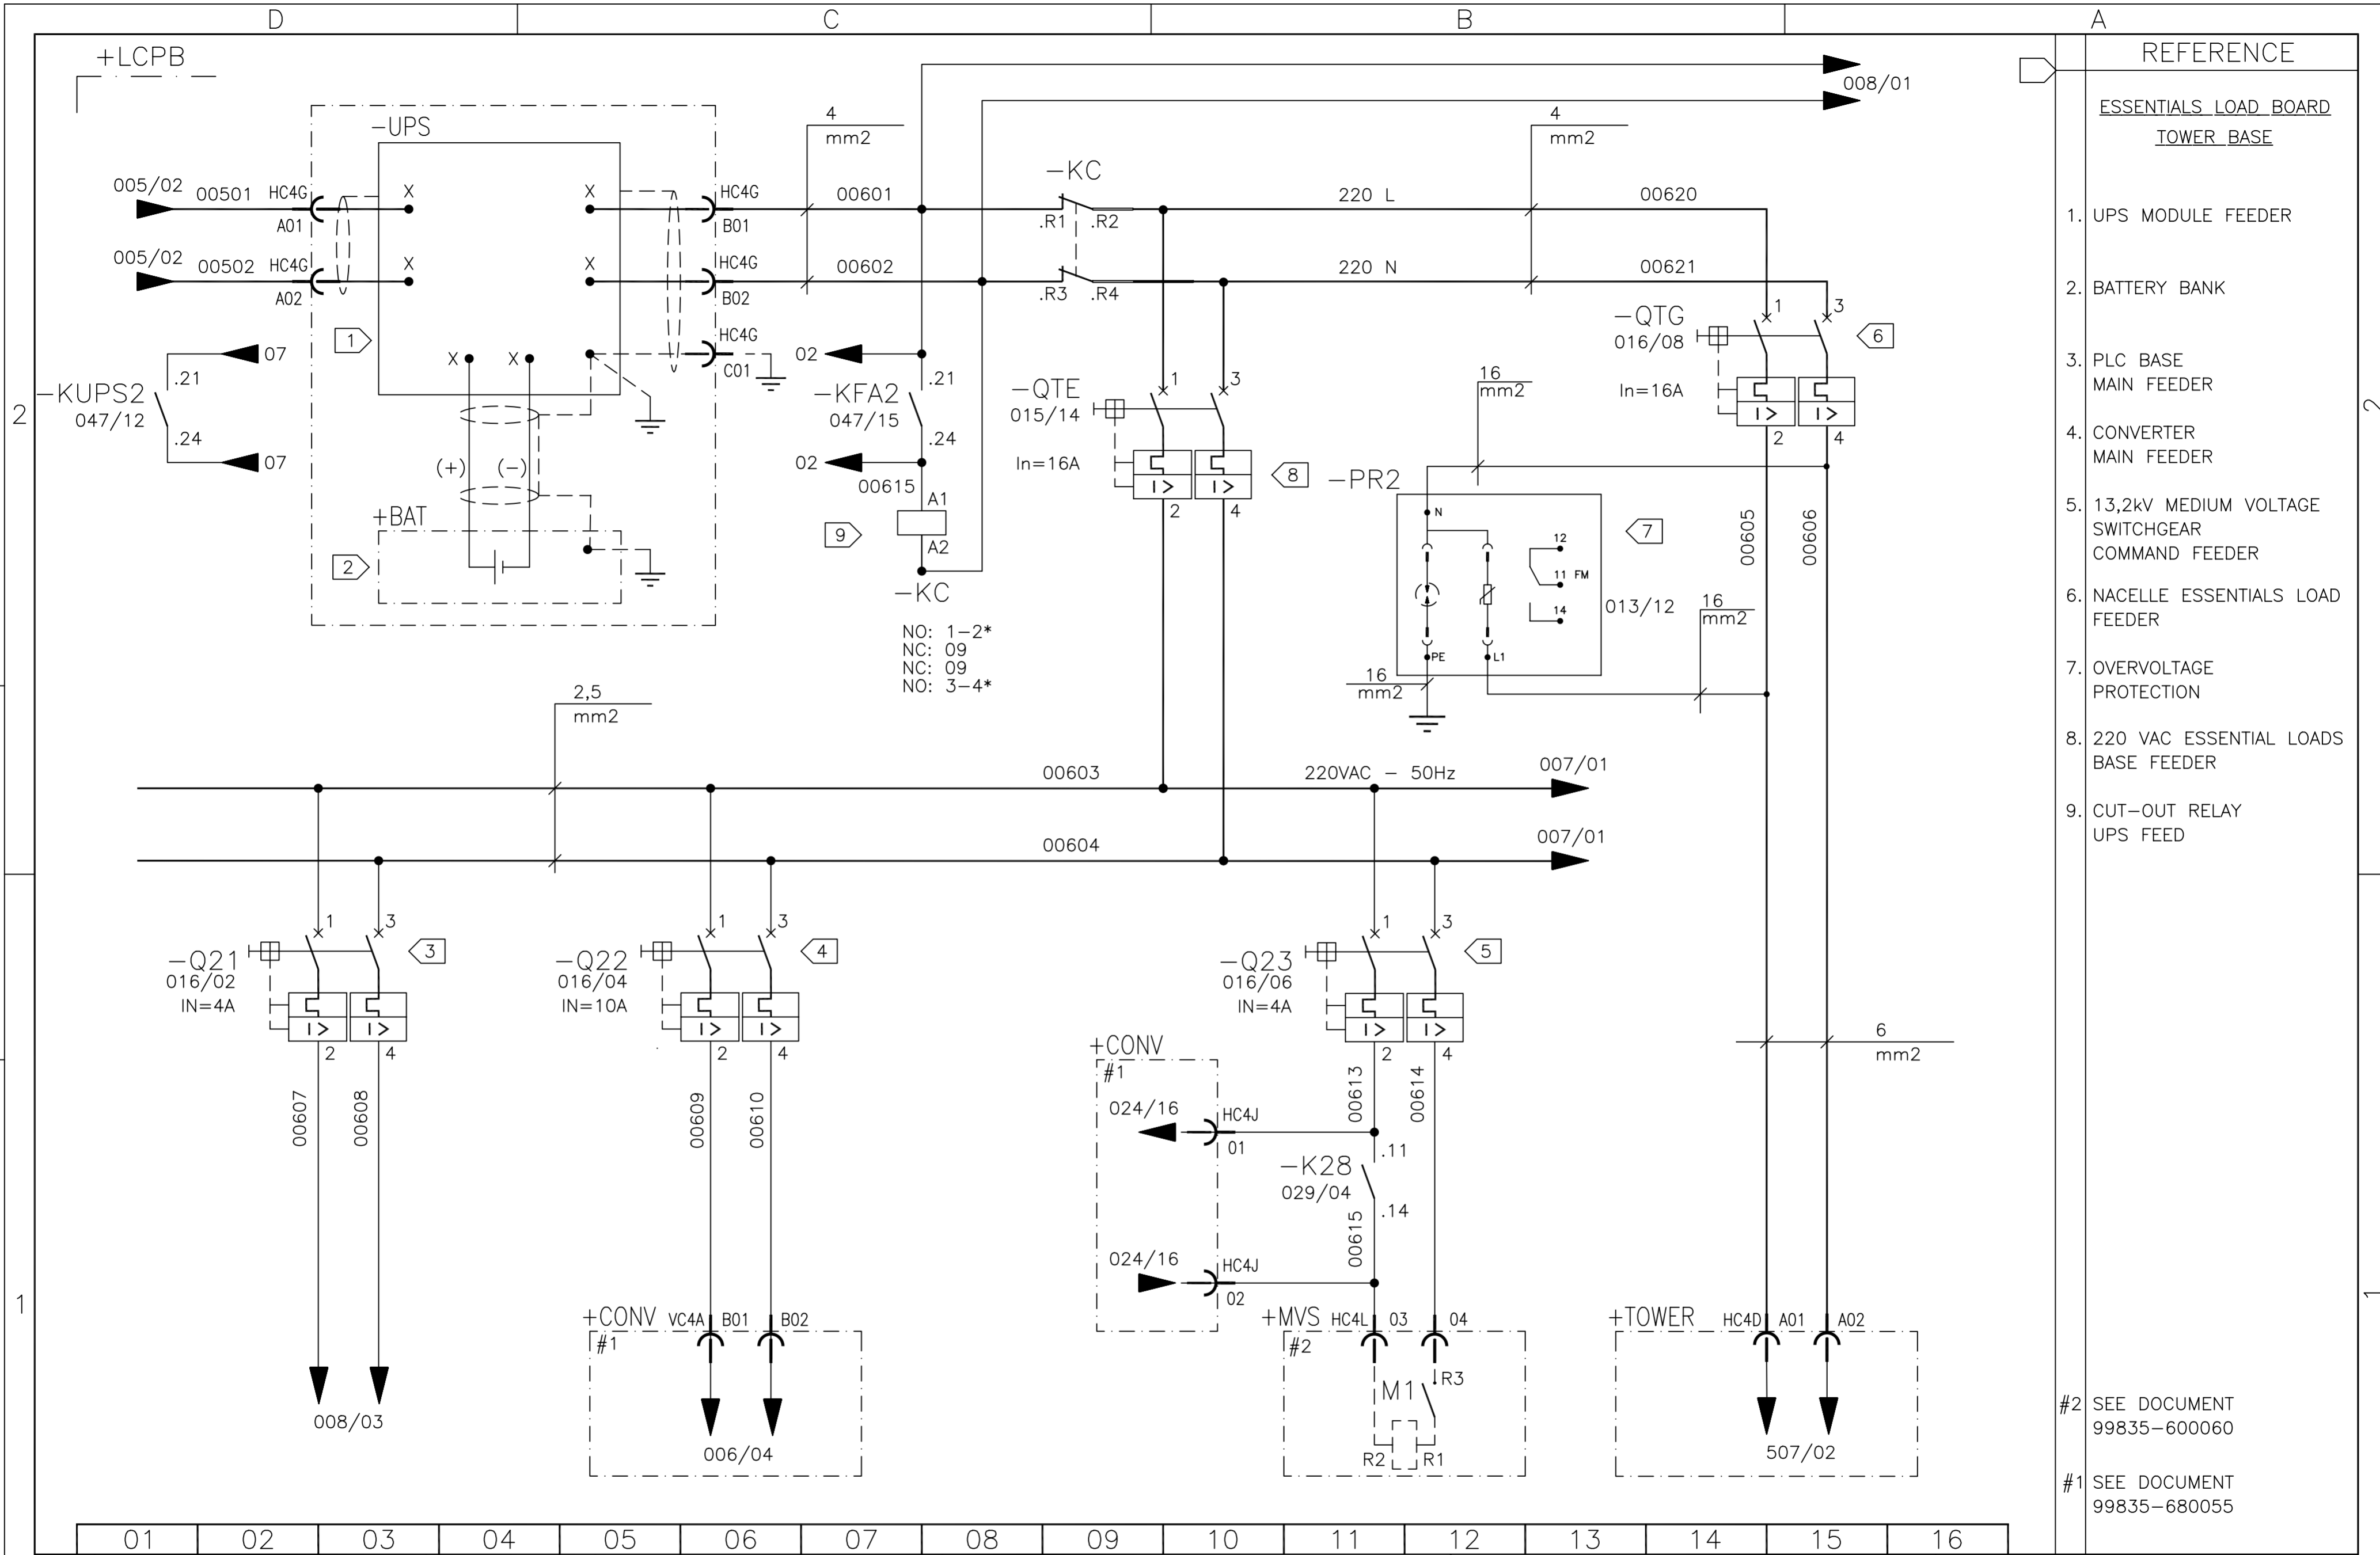 D
C
B
A
+LCPB
REFERENCE
008/01
ESSENTIALS LOAD BOARD
TOWER BASE
-UPS
4
mm2
4
mm2
-KC
005/02 00501 HC4G
A01
X X
HC4G
B01
00601
.R1 .R2
220 L
00620
1. UPS MODULE FEEDER
005/02 00502 HC4G
A02
X X
HC4G
B02
00602
.R3 .R4
220 N
00621
2. BATTERY BANK
1
X X
HC4G
C01
07
.21
-KUPS2
047/12
.24
07
02
.21
-KFA2
047/15
.24
02
00615
A1
9
A2
-KC
NO: 1-2*
NC: 09
NC: 09
NO: 3-4*
(+) (-)
+BAT
2
-QTE
015/14
In=16A
1 3
I> I>
2 4
8
-QTG
016/08
In=16A
1 3
I> I>
2 4
6
16
mm2
-PR2
N
12
11 FM
14
PE
L1
7
013/12
16
mm2
16
mm2
00605
00606
3. PLC BASE
MAIN FEEDER
4. CONVERTER
MAIN FEEDER
5. 13,2kV MEDIUM VOLTAGE
SWITCHGEAR
COMMAND FEEDER
6. NACELLE ESSENTIALS LOAD
FEEDER
7. OVERVOLTAGE
PROTECTION
8. 220 VAC ESSENTIAL LOADS
BASE FEEDER
9. CUT-OUT RELAY
UPS FEED
2
2
2,5
mm2
00603
220VAC - 50Hz
007/01
00604
007/01
-Q21
016/02
IN=4A
1 3
I> I>
2 4
3
00607
00608
008/03
-Q22
016/04
IN=10A
1 3
I> I>
2 4
4
00609
00610
+CONV VC4A B01 B02
#1
006/04
-Q23
016/06
IN=4A
1 3
I> I>
2 4
5
+CONV
#1
024/16
HC4J
01
00613
00614
.11
-K28
029/04
.14
00615
024/16
HC4J
02
+MVS HC4L 03 04
#2
M1
R3
R2
R1
6
mm2
+TOWER HC4D A01 A02
507/02
1
1
#2 SEE DOCUMENT
99835-600060
#1 SEE DOCUMENT
99835-680055
01 02 03 04 05 06 07 08 09 10 11 12 13 14 15 16